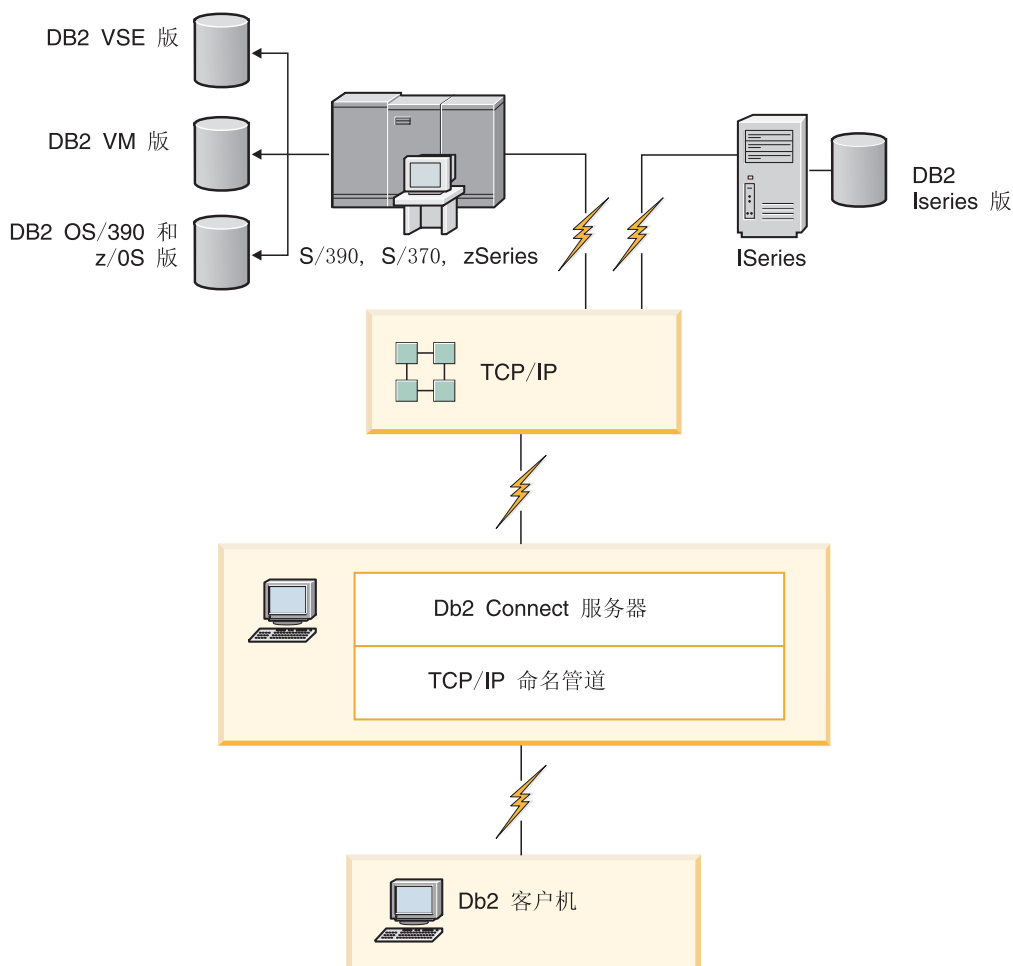 DB2 VSE 版
DB2 VM 版
DB2 OS/390 和
z/0S 版
S/390, S/370, zSeries
ISeries
DB2
Iseries 版
TCP/IP
Db2 Connect 服务器
TCP/IP 命名管道
Db2 客户机